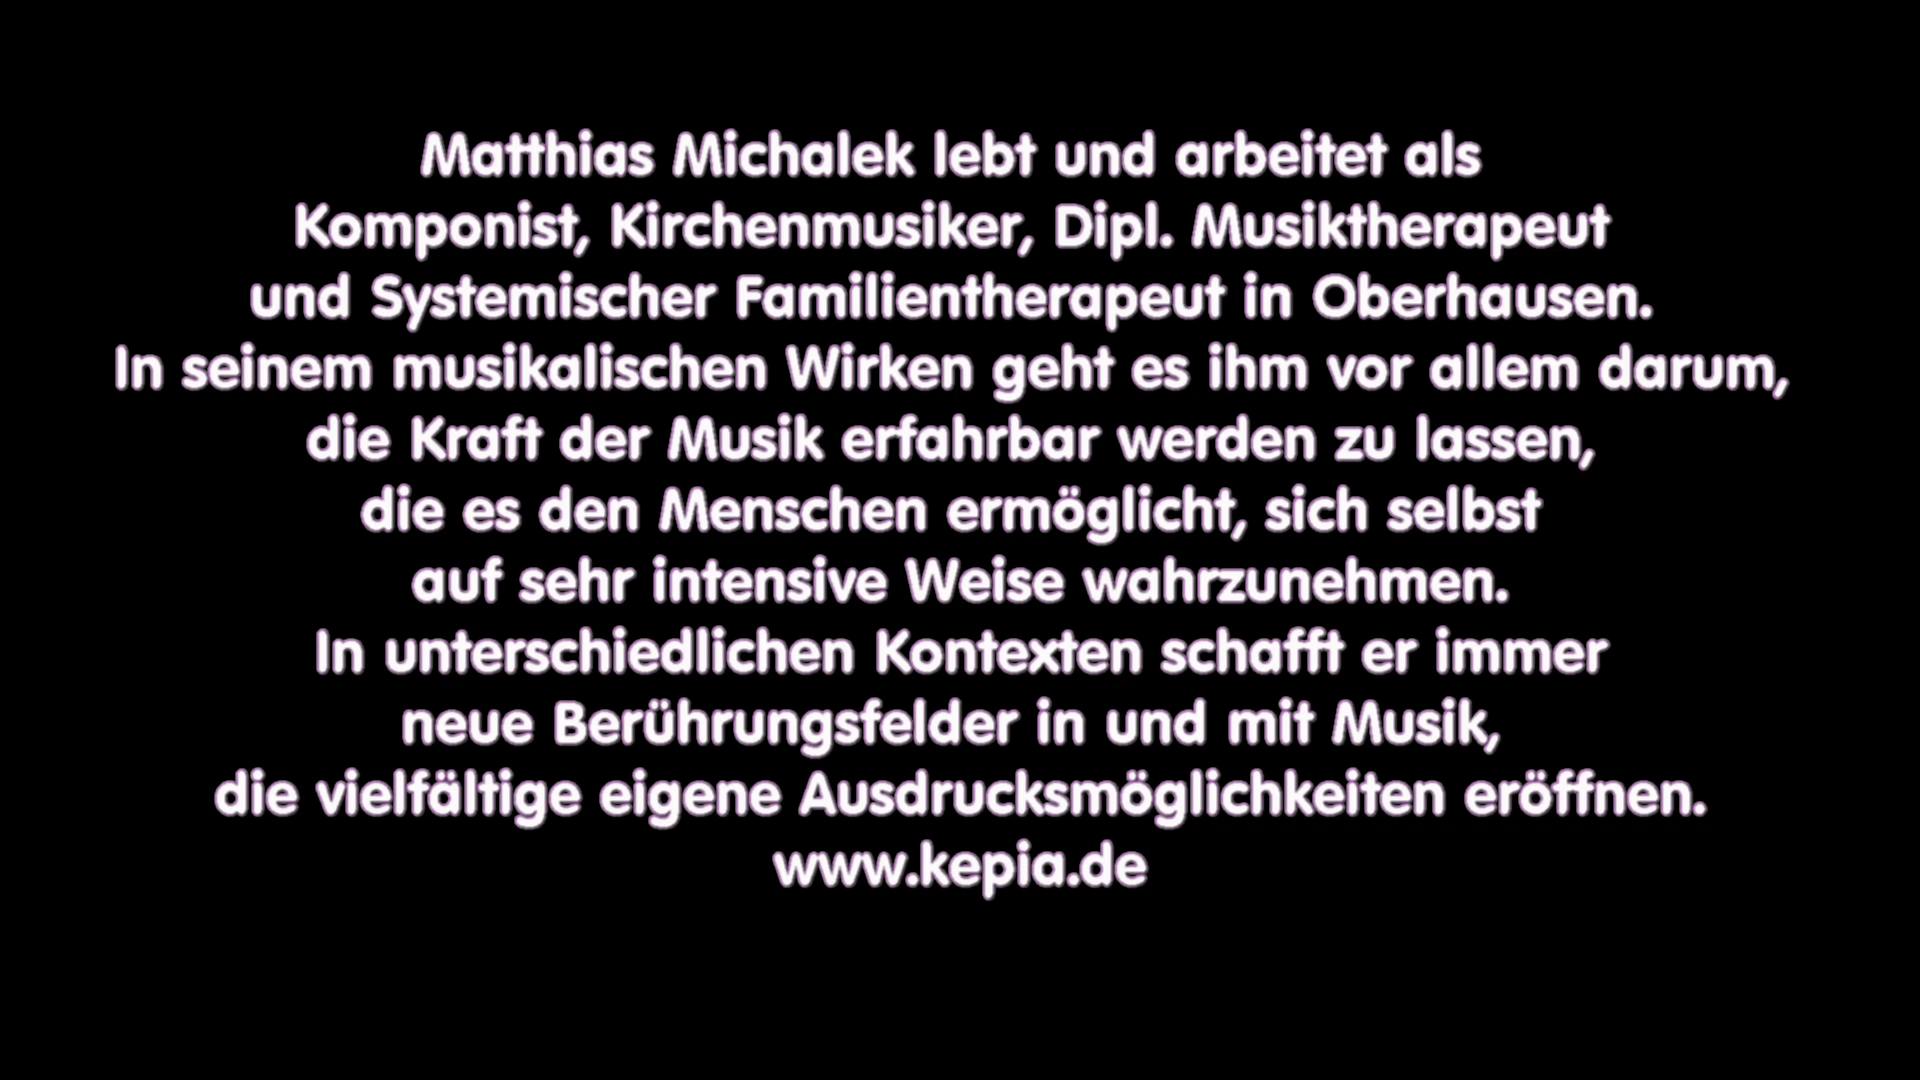 Matthias Michalek lebt und arbeitet als
Komponist, Kirchenmusiker, Dipl. Musiktherapeut
und Systemischer Familientherapeut in Oberhausen.
In seinem musikalischen Wirken geht es ihm vor allem darum,
die Kraft der Musik erfahrbar werden zu lassen,
die es den Menschen ermöglicht, sich selbst
auf sehr intensive Weise wahrzunehmen.
In unterschiedlichen Kontexten schafft er immer
neue Berührungsfelder in und mit Musik,
die vielfältige eigene Ausdrucksmöglichkeiten eröffnen.
www.kepia.de